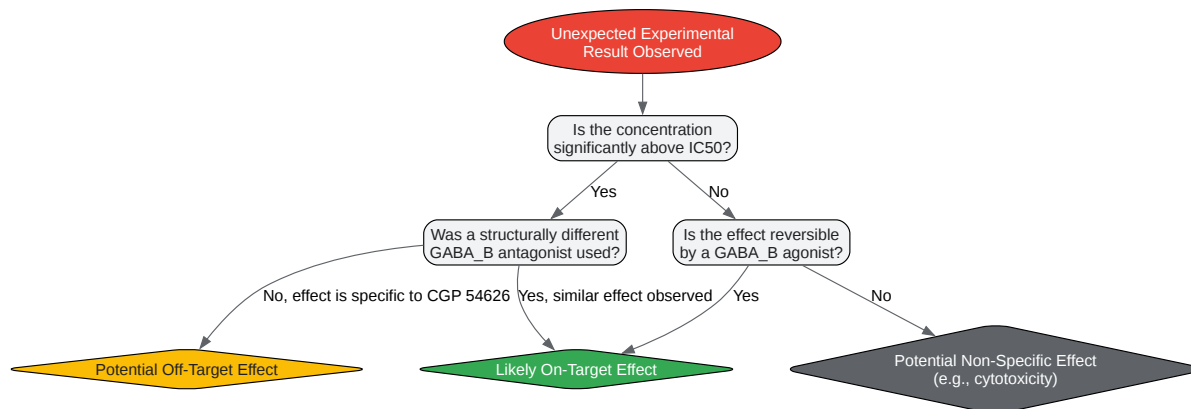 Unexpected Experimental
Result Observed
Is the concentration
significantly above IC50?
Yes
No
Was a structurally different
GABA_B antagonist used?
Is the effect reversible
by a GABA_B agonist?
No, effect is specific to CGP 54626
Yes, similar effect observed
Yes
No
Potential Off-Target Effect
Likely On-Target Effect
Potential Non-Specific Effect
(e.g., cytotoxicity)